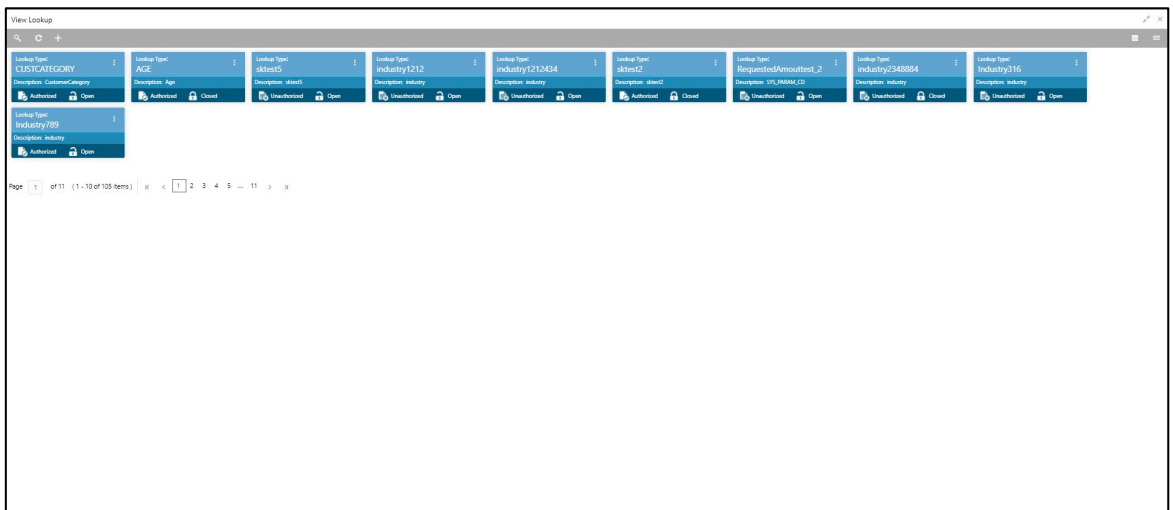 View Lookup
Lookup Type:
CUSTCATEGORY
Description: CustomerCategory
Authorized Open
Lookup Type:
AGE
Description: Age
Authorized Closed
Lookup Type:
sktest5
Description: sktest5
Unauthorized Open
Lookup Type:
industry1212
Description: industry
Unauthorized Open
Lookup Type:
industry1212434
Description: industry
Unauthorized Open
Lookup Type:
sktest2
Description: sktest2
Authorized Closed
Lookup Type:
RequestedAmouttest_2
Description: SYS_PARAM_CD
Unauthorized Open
Lookup Type:
industry2348884
Description: industry
Unauthorized Closed
Lookup Type:
Industry316
Description: industry
Unauthorized Open
Lookup Type:
Industry789
Description: industry
Authorized Open
Page 1 of 11 (1 - 10 of 105 items) 1 2 3 4 5 ... 11